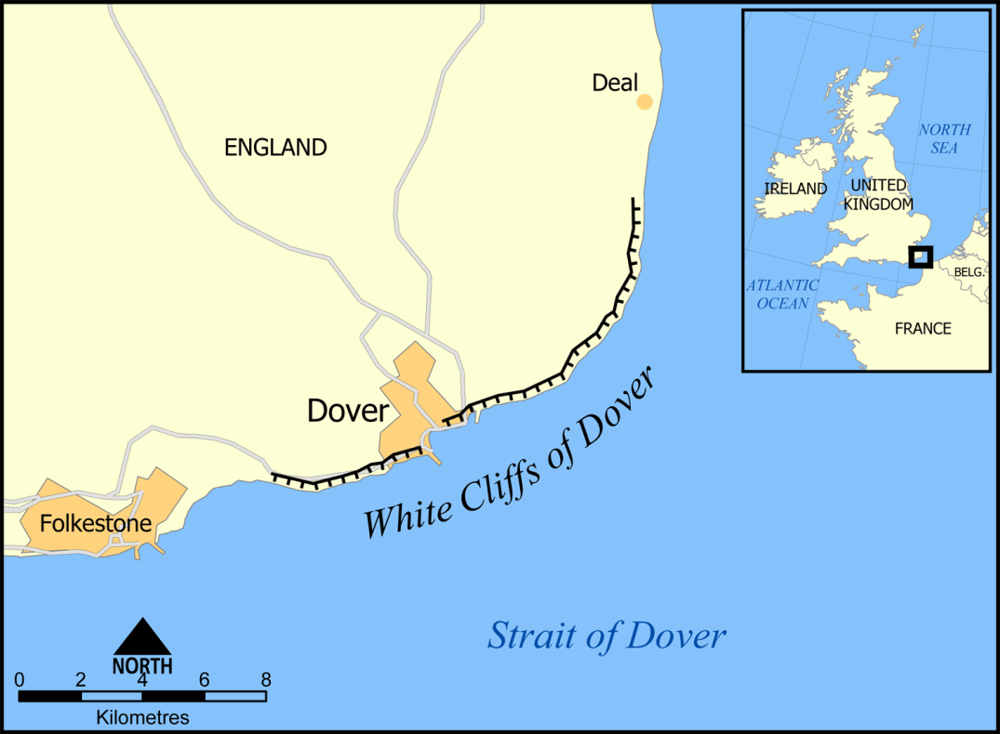 Deal
ENGLAND
Dover
White Cliffs of Dover
Folkestone
Strait of Dover
NORTH
0 2 4 6 8
Kilometres
NORTH
SEA
IRELAND
UNITED
KINGDOM
BELG.
ATLANTIC
OCEAN
FRANCE